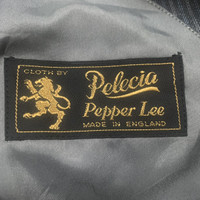 CLOTH BY
Pelecia
Pepper Lee
MADE IN ENGLAND